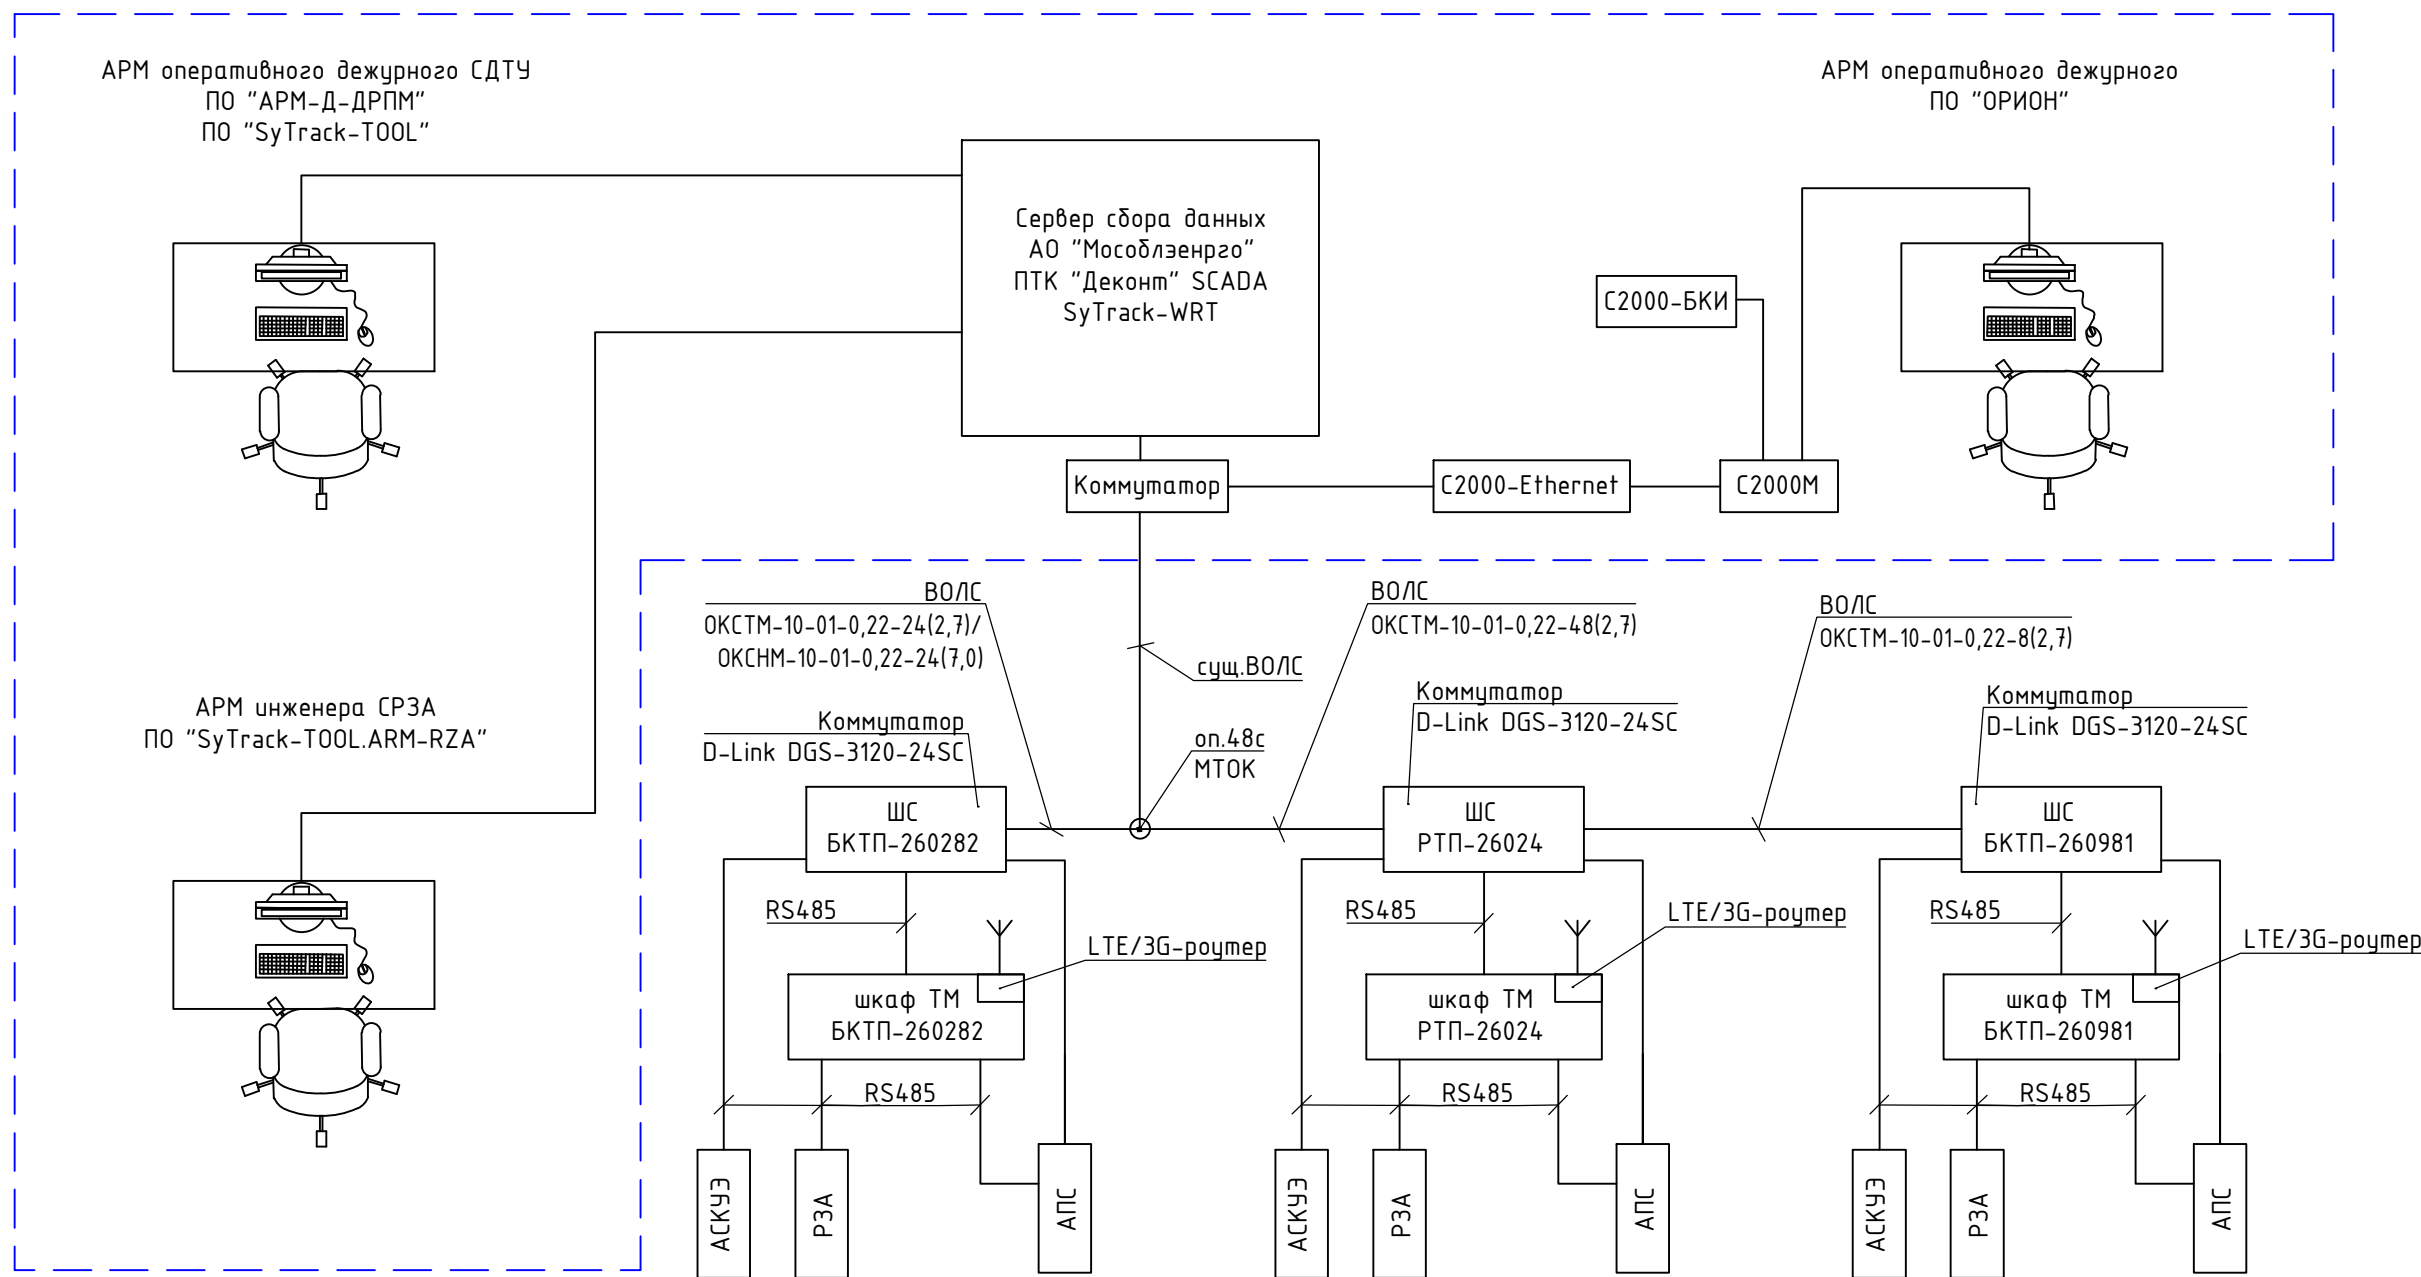 АРМ оперативного дежурного СДТУ
ПО "АРМ-Д-ДРПМ"
ПО "SyTrack-TOOL"
АРМ оперативного дежурного
ПО "ОРИОН"
Сервер сбора данных
АО "Мособлэенрго"
ПТК "Деконт" SCADA
SyTrack-WRT
С2000-БКИ
Коммутатор
С2000-Ethernet
С2000М
ВОЛС
ОКСТМ-10-01-0,22-24(2,7)/
ОКСНМ-10-01-0,22-24(7,0)
ВОЛС
ОКСТМ-10-01-0,22-48(2,7)
ВОЛС
ОКСТМ-10-01-0,22-8(2,7)
сущ.ВОЛС
АРМ инженера СРЗА
ПО "SyTrack-TOOL.ARM-RZA"
Коммутатор
D-Link DGS-3120-24SC
оп.48с
МТОК
Коммутатор
D-Link DGS-3120-24SC
Коммутатор
D-Link DGS-3120-24SC
ШС
БКТП-260282
ШС
РТП-26024
ШС
БКТП-260981
RS485
LTE/3G-роутер
RS485
LTE/3G-роутер
RS485
LTE/3G-роутер
шкаф ТМ
БКТП-260282
шкаф ТМ
РТП-26024
шкаф ТМ
БКТП-260981
RS485
RS485
RS485
АСКУЭ
РЗА
АПС
АСКУЭ
РЗА
АПС
АСКУЭ
РЗА
АПС